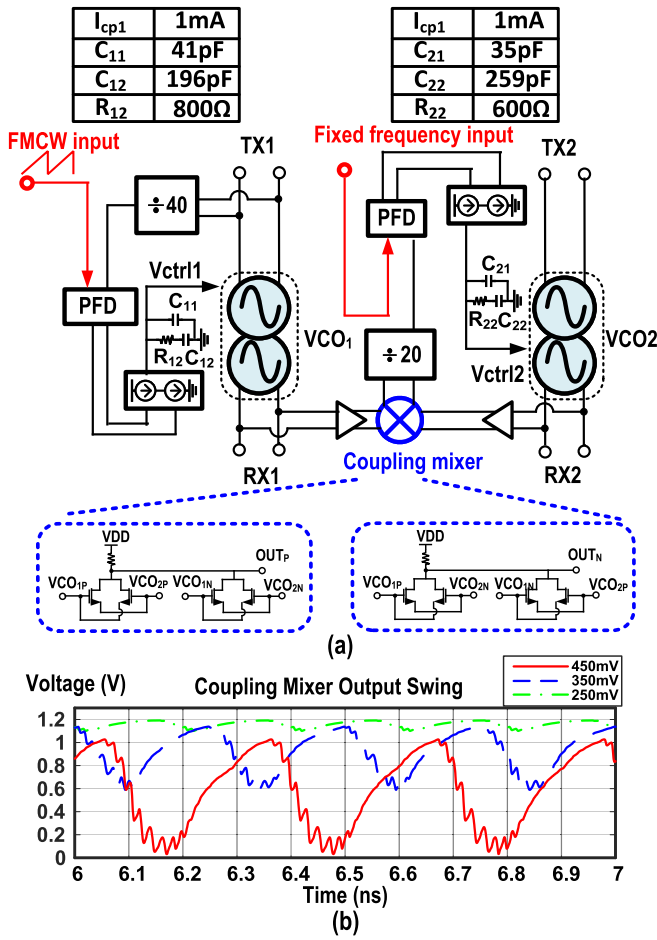 Icp1 1mA
C11 41pF
C12 196pF
R12 800Ω
Icp1 1mA
C21 35pF
C22 259pF
R22 600Ω
FMCW input
TX1
Fixed frequency input
TX2
÷40
PFD
Vctrl1
C11
R12 C12
PFD
VCO1
C21
R22 C22
VCO2
÷20
Vctrl2
RX1
Coupling mixer
RX2
VDD
OUTP
VCO1P VCO2P VCO1N VCO2N
VDD
OUTN
VCO1P VCO2N VCO1N VCO2P
(a)
Voltage (V)
Coupling Mixer Output Swing
450mV
350mV
250mV
1.2
1
0.8
0.6
0.4
0.2
0
6 6.1 6.2 6.3 6.4 6.5 6.6 6.7 6.8 6.9 7
Time (ns)
(b)